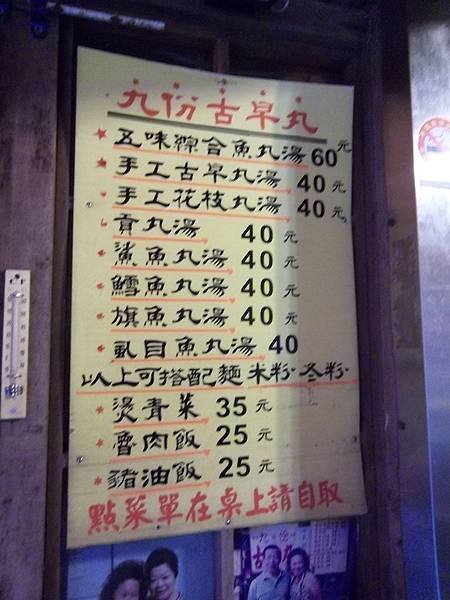 九份古早丸
五味綜合魚丸湯60元
手工古早丸湯 40元
手工花枝丸湯 40元
貢丸湯 40元
鯊魚丸湯 40元
鱈魚丸湯 40元
旗魚丸湯 40元
虱目魚丸湯 40
以上可搭配麵 米粉·冬粉
燙青菜 35元
魯肉飯 25元
豬油飯 25元
點菜單在桌上請自取